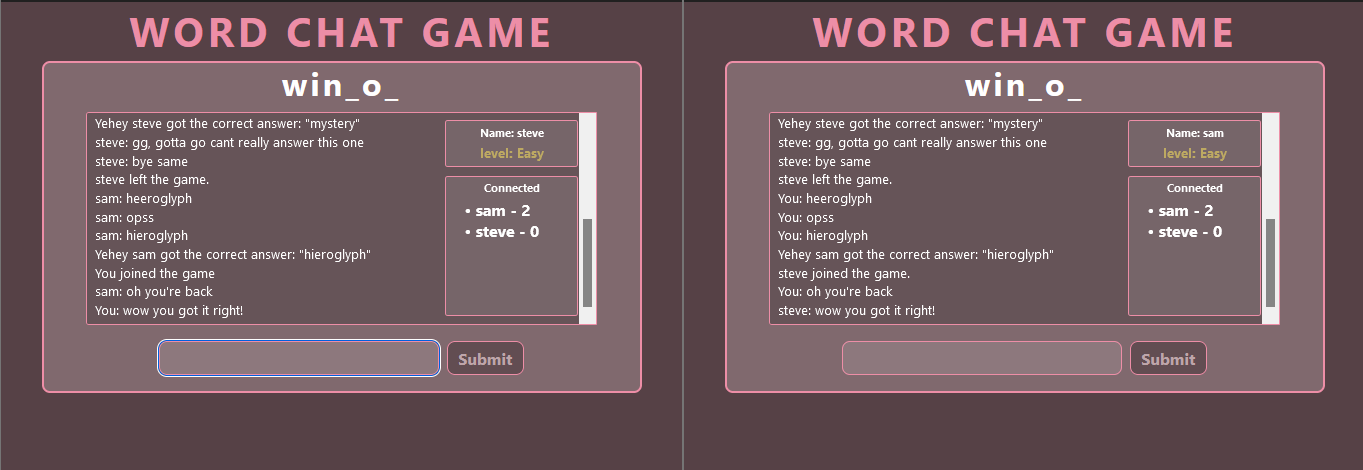 WORD CHAT GAME
win_o_
Yehey steve got the correct answer: "mystery"
steve: gg, gotta go cant really answer this one
steve: bye same
steve left the game.
sam: heeroglyph
sam: opss
sam: hieroglyph
Yehey sam got the correct answer: "hieroglyph"
You joined the game
sam: oh you're back
You: wow you got it right!
Name: steve
level: Easy
Connected
• sam - 2
• steve - 0
Submit
WORD CHAT GAME
win_o_
Yehey steve got the correct answer: "mystery"
steve: gg, gotta go cant really answer this one
steve: bye same
steve left the game.
You: heeroglyph
You: opss
You: hieroglyph
Yehey sam got the correct answer: "hieroglyph"
steve joined the game.
You: oh you're back
steve: wow you got it right!
Name: sam
level: Easy
Connected
• sam - 2
• steve - 0
Submit